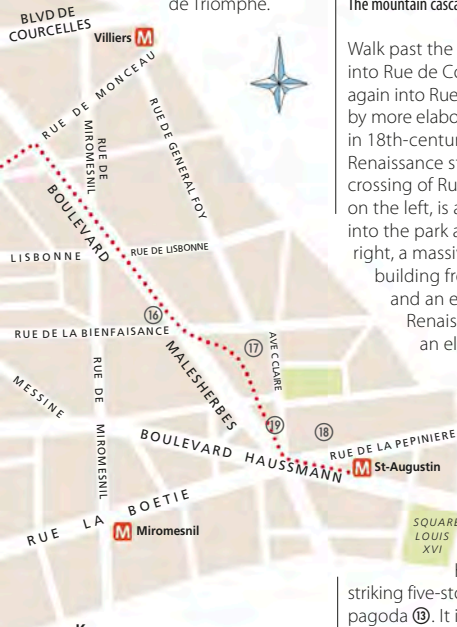 de Triomphe.
The mountain casca
BLVD DE
COURCELLES
Villiers M
Walk past the
into Rue de Co
again into Rue
by more elabo
in 18th-centur
Renaissance st
crossing of Ru
on the left, is a
into the park a
right, a massiv
building fro
and an e
Renais
an el
RUE DE MONCEAU
RUE DE
MIROMESNIL
RUE DE GENERAL FOY
BOULEVARD
LISBONNE
RUE DE LISBONNE
16
RUE DE LA BIENFAISANCE
17
AVE C CLAIRE
MALESHERBES
MESSINE
RUE DE
MIROMESNIL
19
18
RUE DE LA PEPINIERE
BOULEVARD HAUSSMANN
M St-Augustin
RUE LA BOETIE
M Miromesnil
SQUARE
LOUIS
XVI
striking five-sto
pagoda ⑬. It i